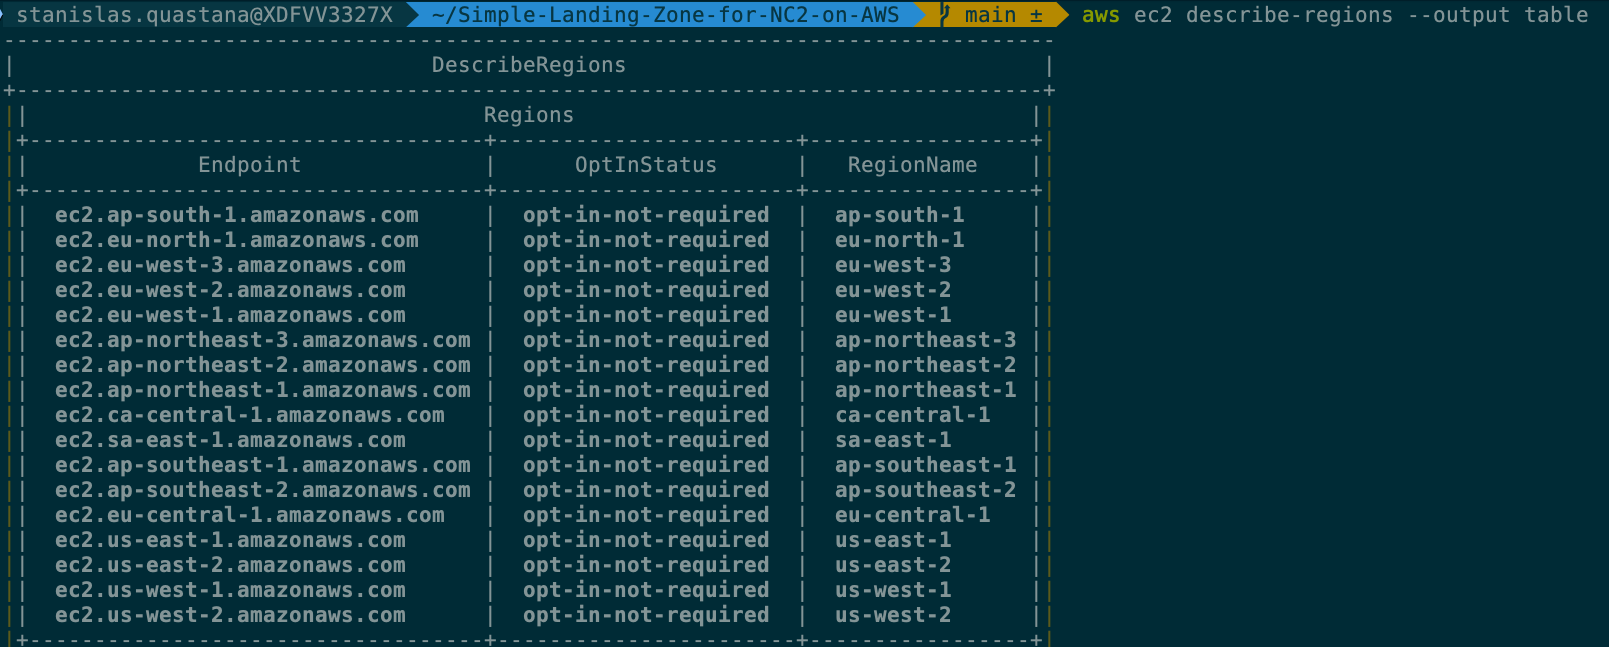 stanislas.quastana@XDFVV3327X ~/Simple-Landing-Zone-for-NC2-on-AWS main ± aws ec2 describe-regions --output table
DescribeRegions
Regions
Endpoint | OptInStatus | RegionName
ec2.ap-south-1.amazonaws.com | opt-in-not-required | ap-south-1
ec2.eu-north-1.amazonaws.com | opt-in-not-required | eu-north-1
ec2.eu-west-3.amazonaws.com | opt-in-not-required | eu-west-3
ec2.eu-west-2.amazonaws.com | opt-in-not-required | eu-west-2
ec2.eu-west-1.amazonaws.com | opt-in-not-required | eu-west-1
ec2.ap-northeast-3.amazonaws.com | opt-in-not-required | ap-northeast-3
ec2.ap-northeast-2.amazonaws.com | opt-in-not-required | ap-northeast-2
ec2.ap-northeast-1.amazonaws.com | opt-in-not-required | ap-northeast-1
ec2.ca-central-1.amazonaws.com | opt-in-not-required | ca-central-1
ec2.sa-east-1.amazonaws.com | opt-in-not-required | sa-east-1
ec2.ap-southeast-1.amazonaws.com | opt-in-not-required | ap-southeast-1
ec2.ap-southeast-2.amazonaws.com | opt-in-not-required | ap-southeast-2
ec2.eu-central-1.amazonaws.com | opt-in-not-required | eu-central-1
ec2.us-east-1.amazonaws.com | opt-in-not-required | us-east-1
ec2.us-east-2.amazonaws.com | opt-in-not-required | us-east-2
ec2.us-west-1.amazonaws.com | opt-in-not-required | us-west-1
ec2.us-west-2.amazonaws.com | opt-in-not-required | us-west-2